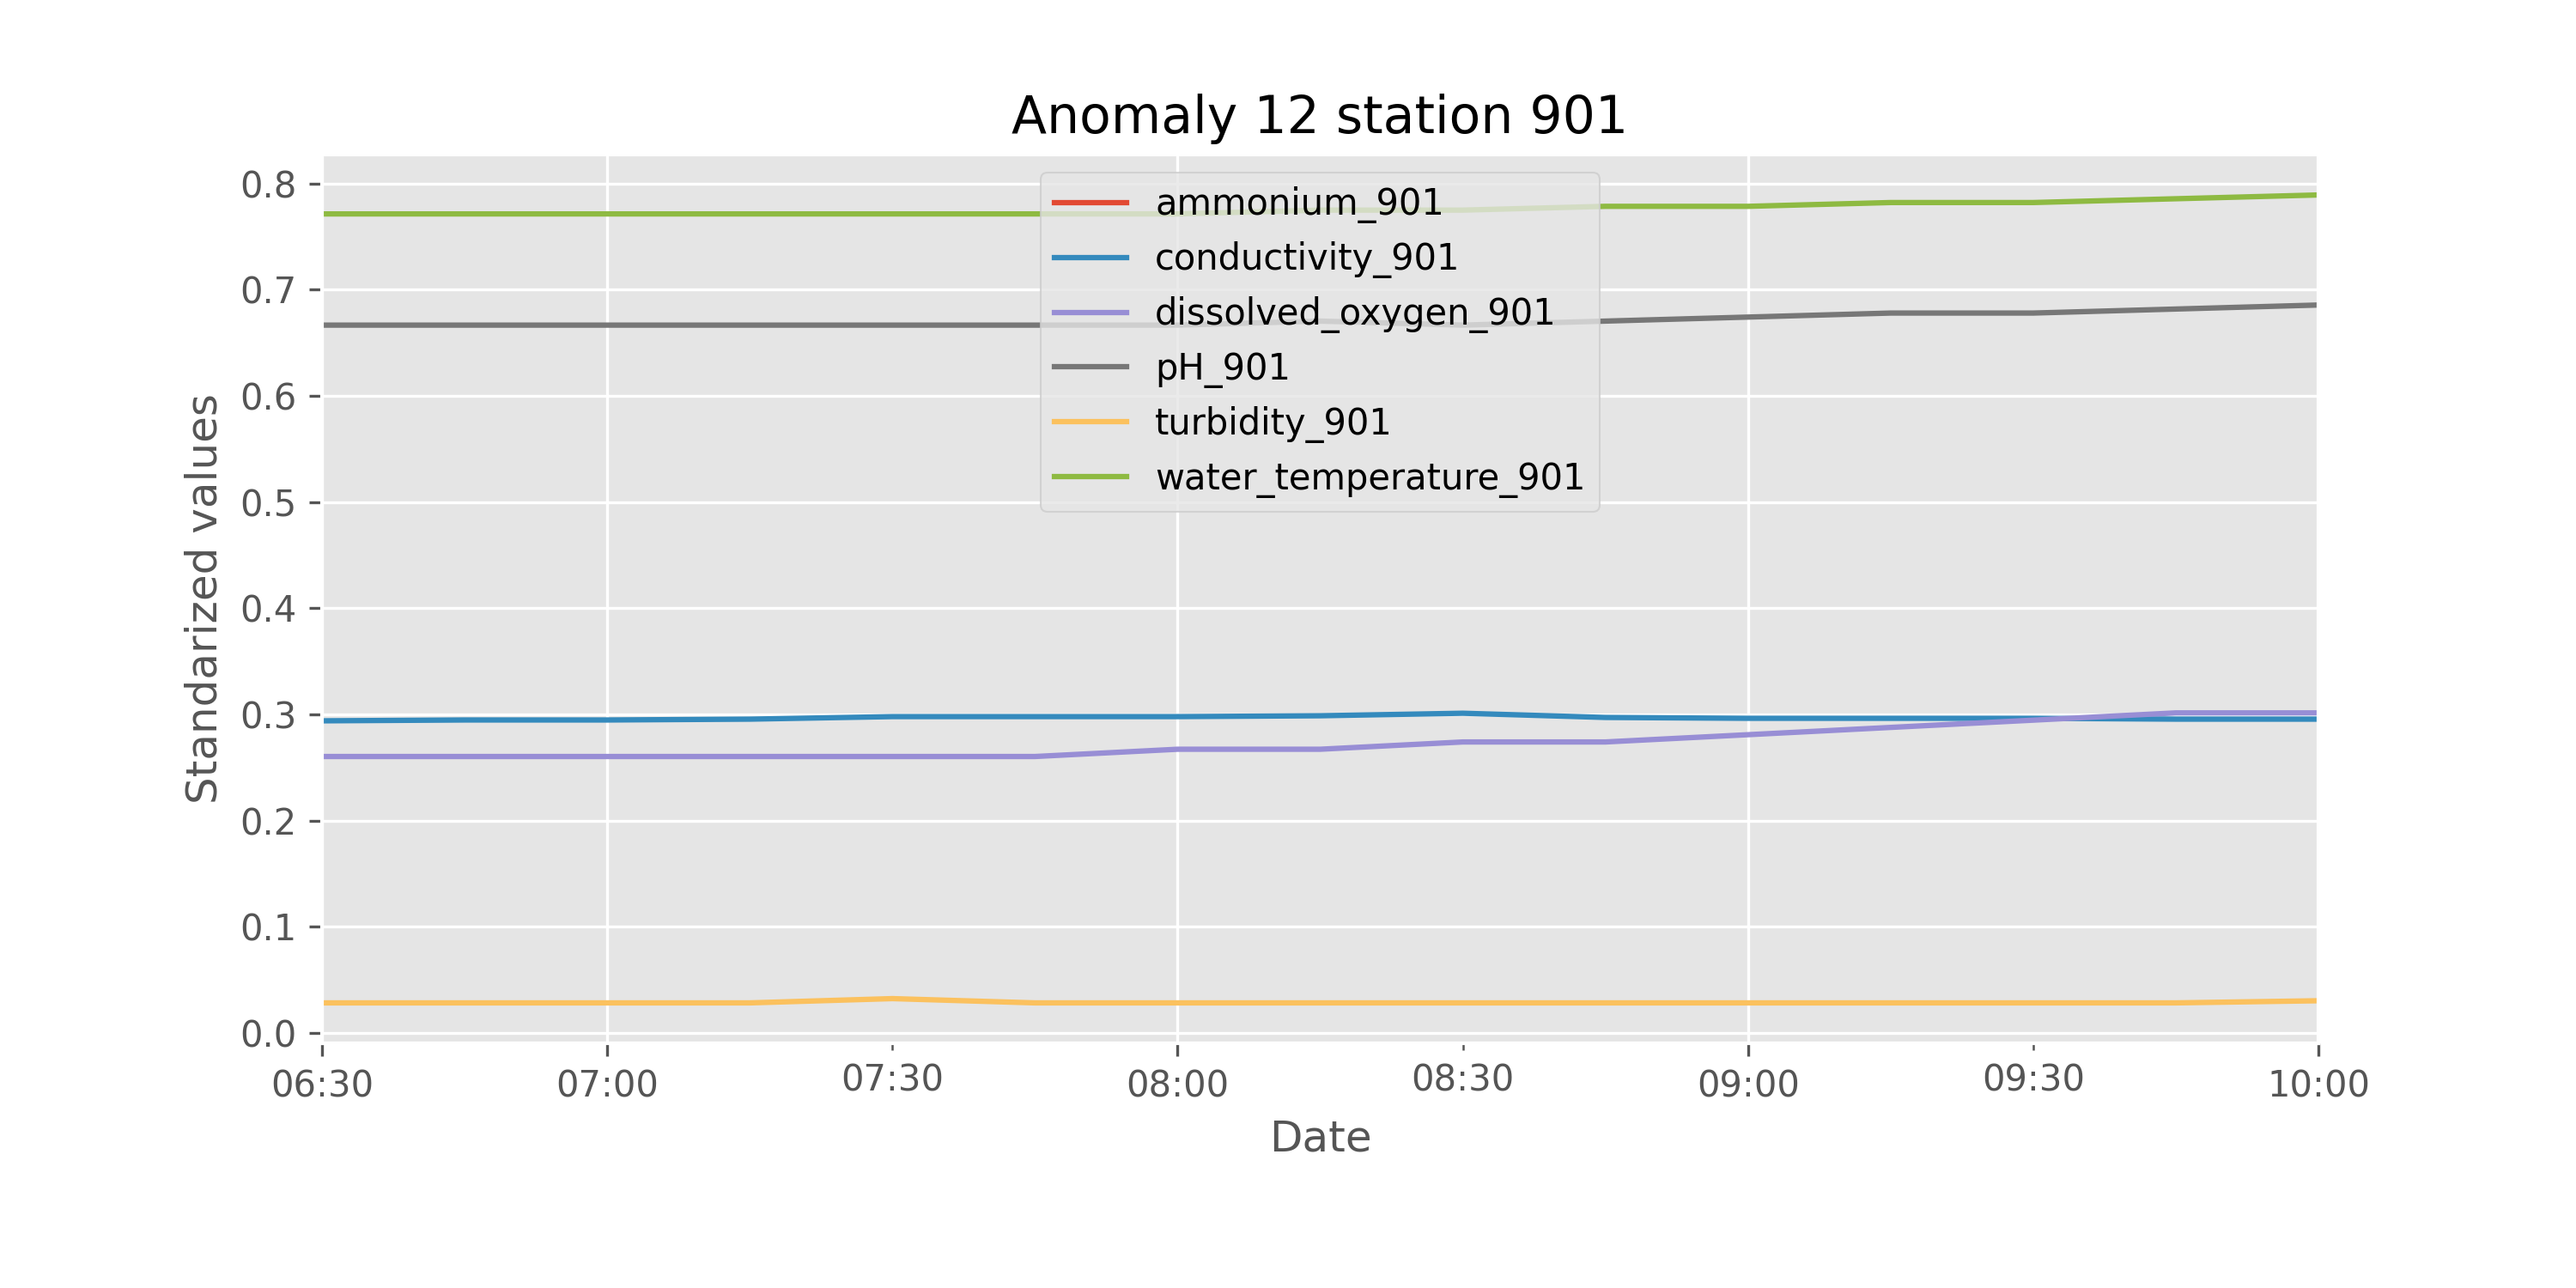 Anomaly 12 station 901
ammonium_901
conductivity_901
dissolved_oxygen_901
pH_901
turbidity_901
water_temperature_901
Standarized values
0.8
0.7
0.6
0.5
0.4
0.3
0.2
0.1
0.0
06:30 07:00 07:30 08:00 08:30 09:00 09:30 10:00
Date